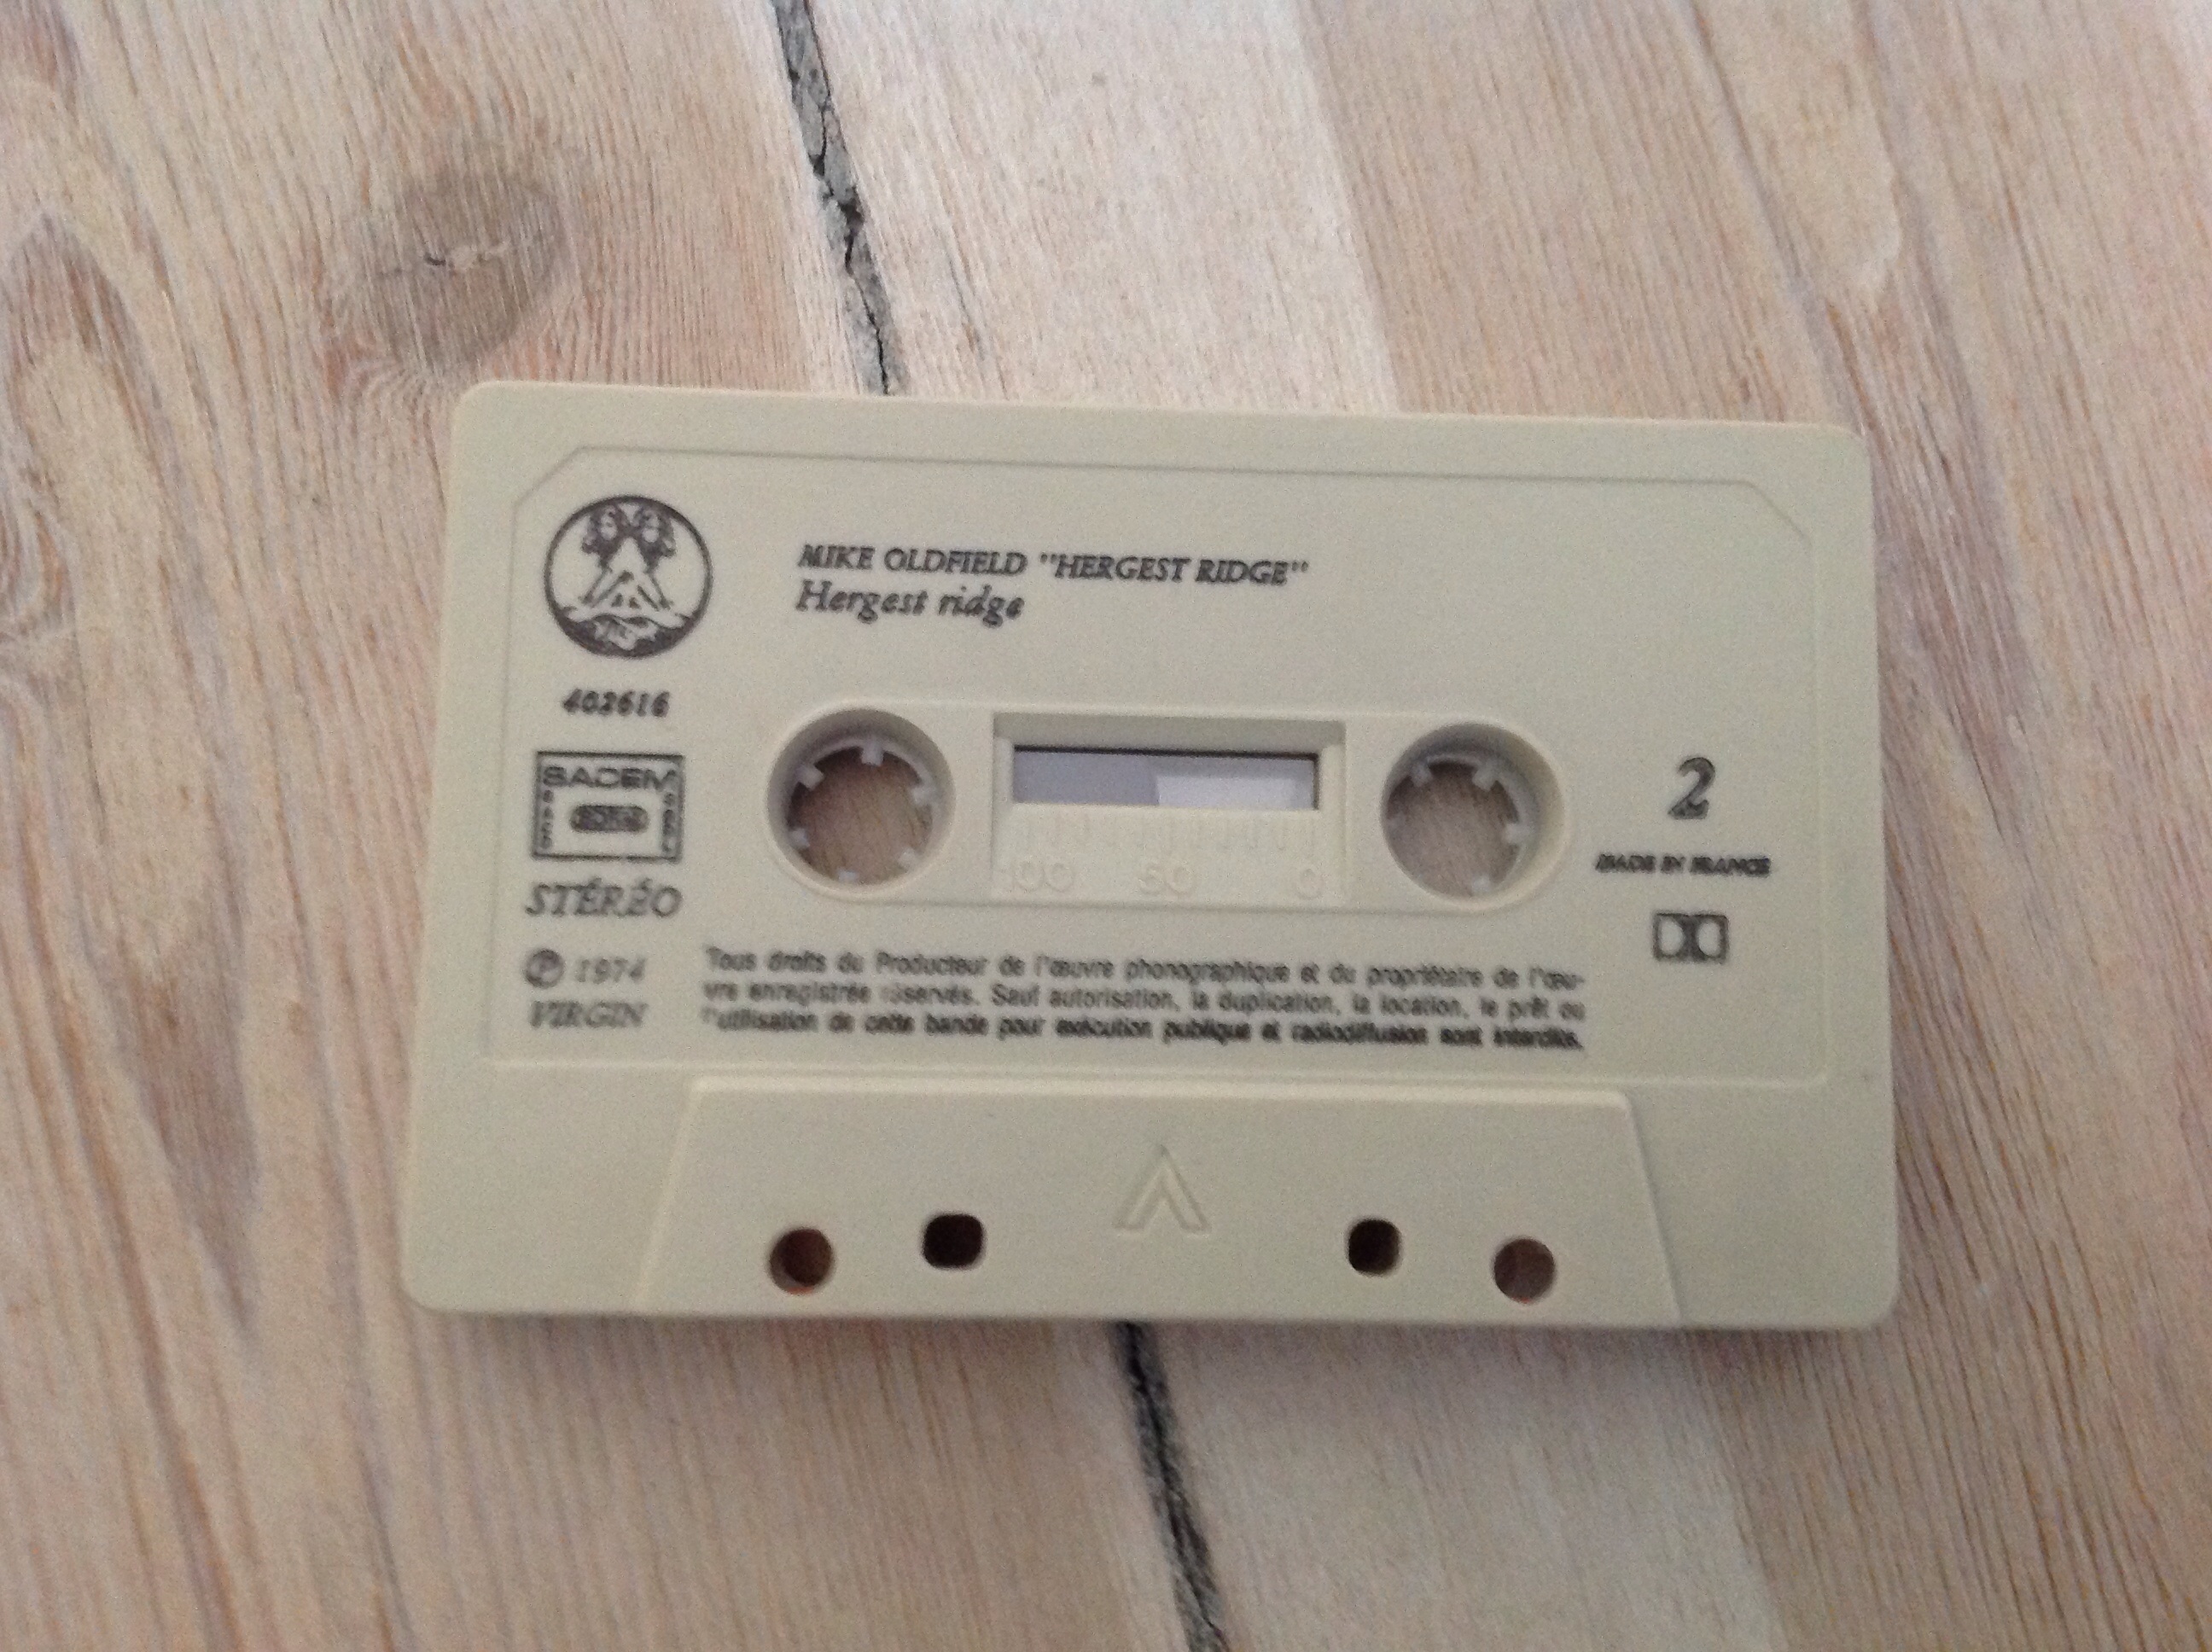 MIKE OLDFIELD "HERGEST RIDGE"
Hergest ridge
402616
SACEM
STÉRÉO
Ⓟ 1974
VIRGIN
100 50 0
2
MADE IN FRANCE
Tous droits du Producteur de l'œuvre phonographique et du propriétaire de l'œu-
vre enregistrée réservés. Sauf autorisation, la duplication, la location, le prêt ou
l'utilisation de cette bande pour exécution publique et radiodiffusion sont interdits.